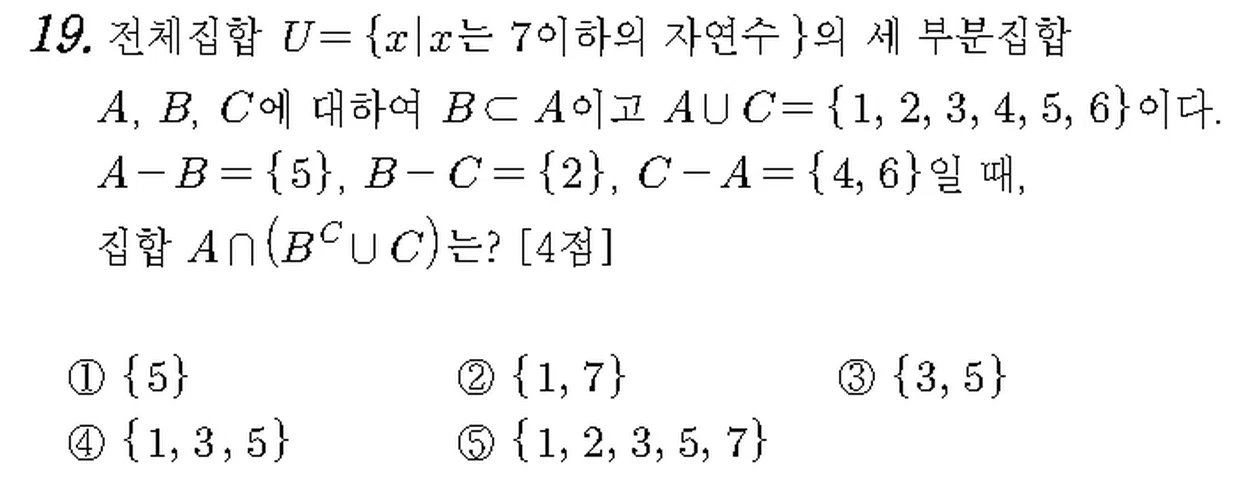 19. 전체집합 U={x|x는 7이하의 자연수}의 세 부분집합
A, B, C에 대하여 B⊂A이고 A∪C={1, 2, 3, 4, 5, 6}이다.
A-B={5}, B-C={2}, C-A={4, 6}일 때,
집합 A∩(B^C∪C)는? [4점]
① {5} ② {1, 7} ③ {3, 5}
④ {1, 3, 5} ⑤ {1, 2, 3, 5, 7}